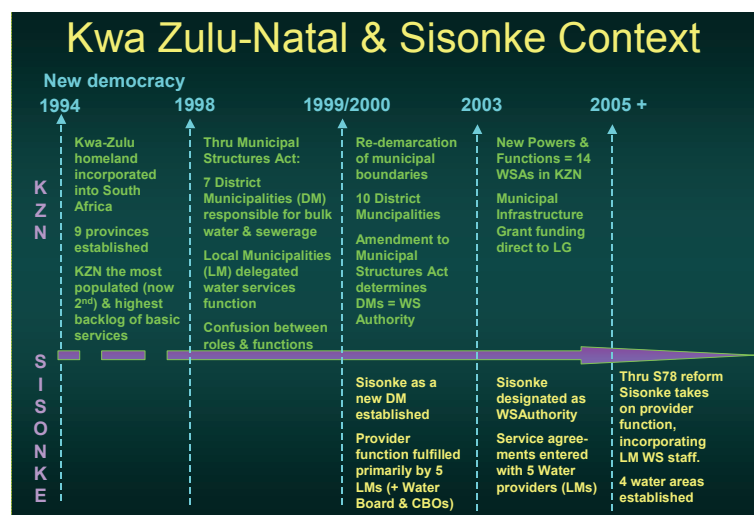 Kwa Zulu-Natal & Sisonke Context
New democracy
1994
1998
1999/2000
2003
2005 +
K
Z
N
Kwa-Zulu
homeland
incorporated
into South
Africa
9 provinces
established
KZN the most
populated (now
2nd) & highest
backlog of basic
services
Thru Municipal
Structures Act:
7 District
Municipalities (DM)
responsible for bulk
water & sewerage
Local Municipalities
(LM) delegated
water services
function
Confusion between
roles & functions
Re-demarcation
of municipal
boundaries
10 District
Muncipalities
Amendment to
Municipal
Structures Act
determines
DMs = WS
Authority
New Powers &
Functions = 14
WSAs in KZN
Municipal
Infrastructure
Grant funding
direct to LG
S
I
S
O
N
K
E
Sisonke as a
new DM
established
Provider
function fulfilled
primarily by 5
LMs (+ Water
Board & CBOs)
Sisonke
designated as
WSAuthority
Service agree-
ments entered
with 5 Water
providers (LMs)
Thru S78 reform
Sisonke takes
on provider
function,
incorporating
LM WS staff.
4 water areas
established